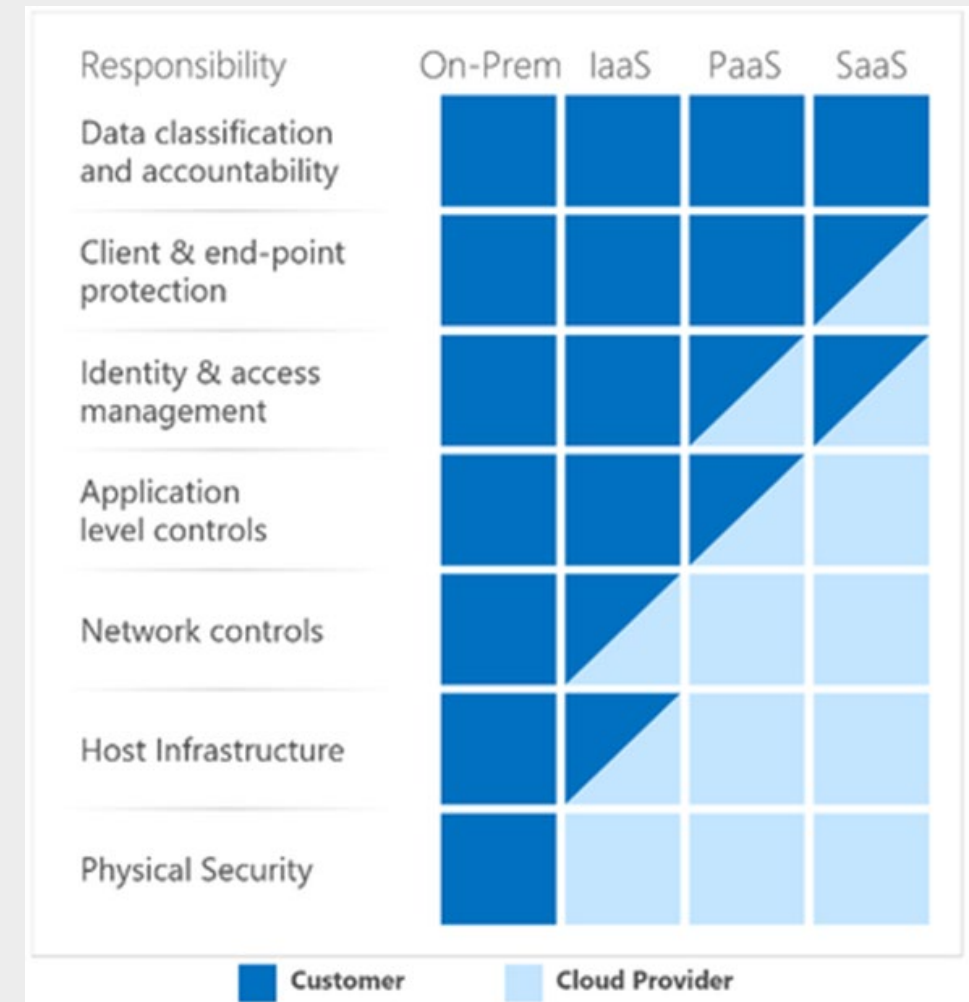 Responsibility On-Prem IaaS PaaS SaaS
Data classification
and accountability
Client & end-point
protection
Identity & access
management
Application
level controls
Network controls
Host Infrastructure
Physical Security
Customer Cloud Provider